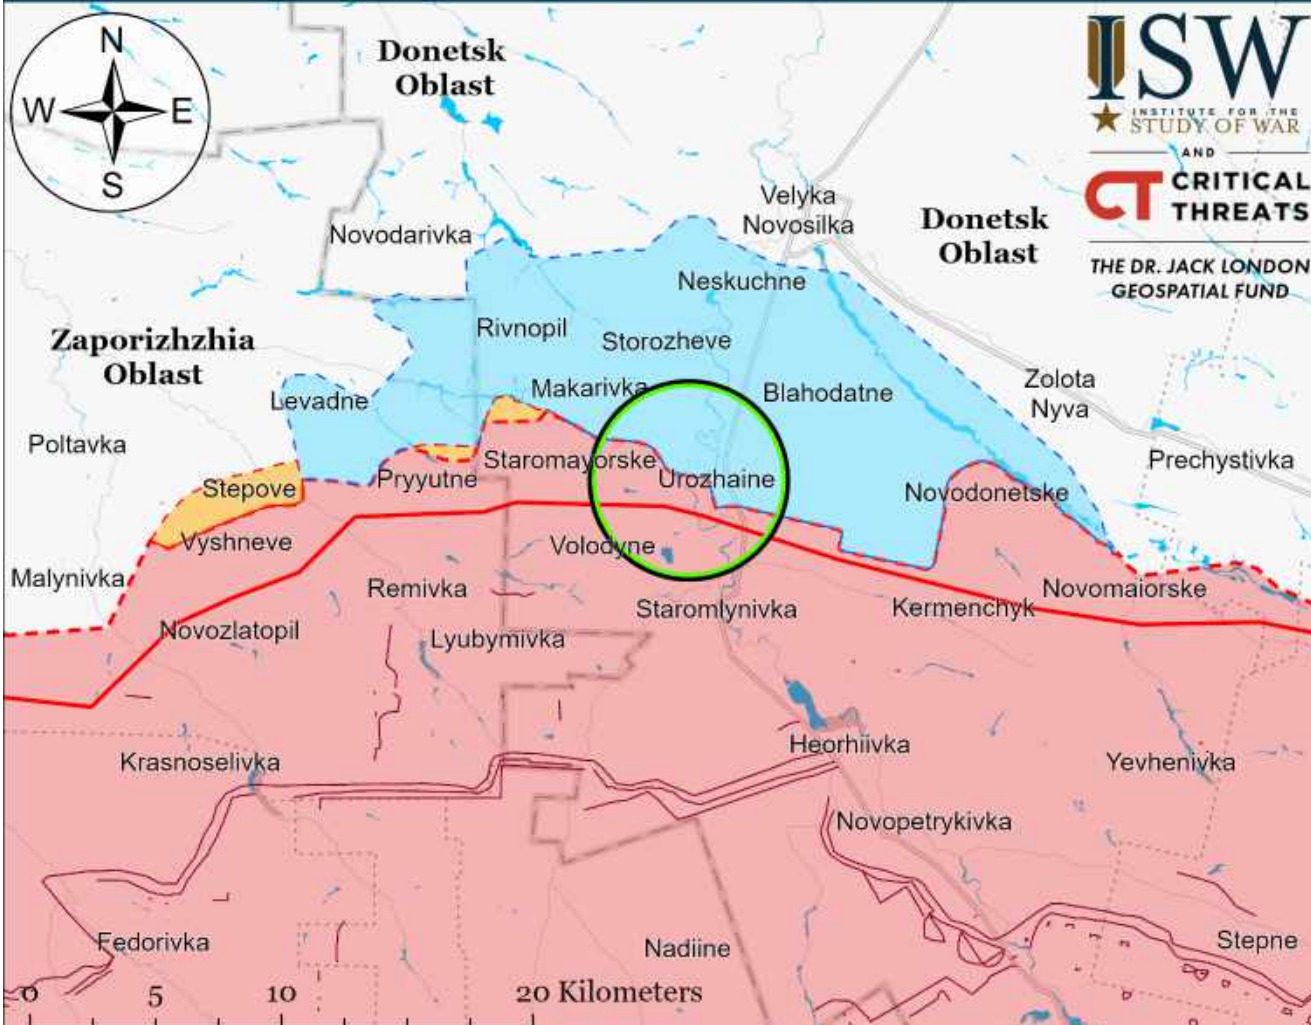 N
W E
S
Donetsk
Oblast
ISW
INSTITUTE FOR THE
STUDY OF WAR
AND
CT CRITICAL
THREATS
THE DR. JACK LONDON
GEOSPATIAL FUND
Velyka
Novosilka
Donetsk
Oblast
Novodarivka
Neskuchne
Zaporizhzhia
Oblast
Rivnopil
Storozheve
Makarivka
Blahodatne
Zolota
Nyva
Levadne
Poltavka
Staromayorske
Prechystivka
Stepove
Pryyutne
Urozhaine
Novodonetske
Vyshneve
Volodyne
Malynivka
Remivka
Staromlynivka
Kermenchyk
Novomaiorske
Novozlatopil
Lyubymivka
Krasnoselivka
Heorhiivka
Yevhenivka
Novopetrykivka
Fedorivka
Nadiine
Stepne
0 5 10 20 Kilometers